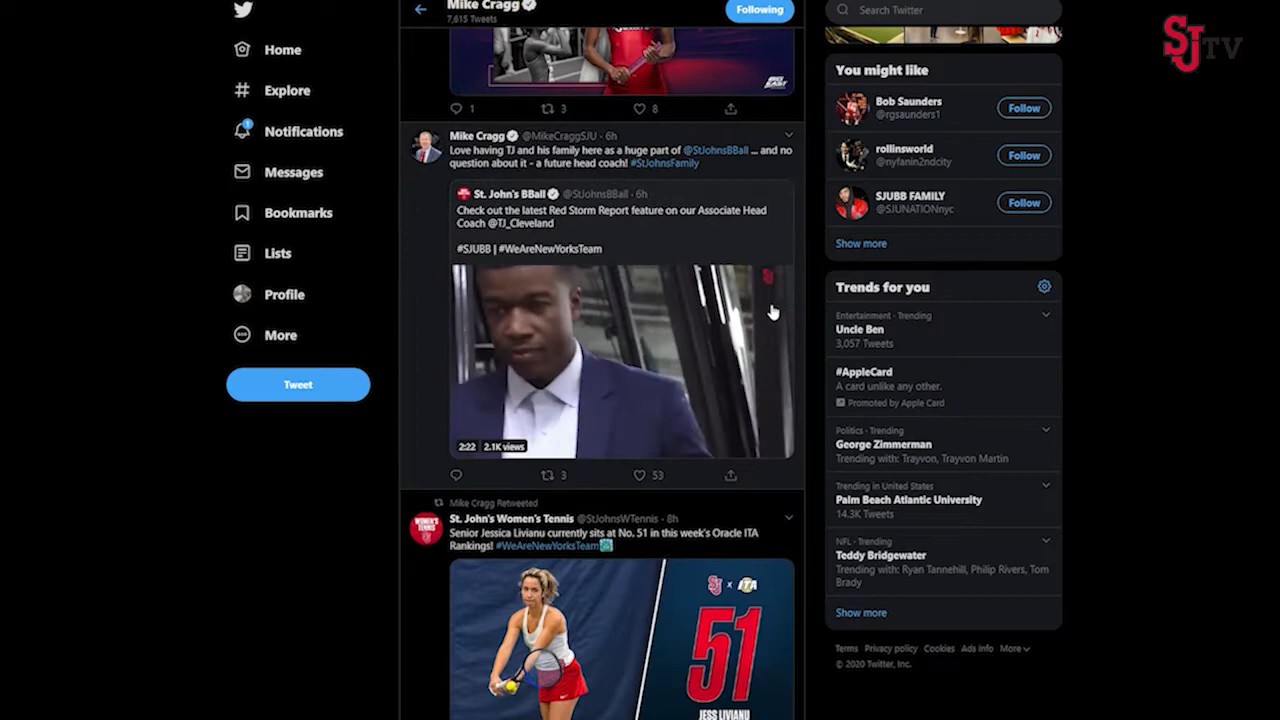 Home
Explore
1
Notifications
Messages
Bookmarks
Lists
Profile
More
Tweet
Mike Cragg
7,615 Tweets
Following
BIG EAST
1
3
8
Mike Cragg @MikeCraggSJU · 6h
Love having TJ and his family here as a huge part of @StJohnsBBall ... and no
question about it - a future head coach! #StJohnsFamily
St. John's BBall @StJohnsBBall · 6h
Check out the latest Red Storm Report feature on our Associate Head
Coach @TJ_Cleveland
#SJUBB | #WeAreNewYorksTeam
2:22
2.1K views
3
53
Mike Cragg Retweeted
WOMEN'S
TENNIS
St. John's Women's Tennis @StJohnsWTennis · 8h
Senior Jessica Livianu currently sits at No. 51 in this week's Oracle ITA
Rankings! #WeAreNewYorksTeam
SJ x ITA
51
JESS LIVIANU
Search Twitter
You might like
Bob Saunders
@rgsaunders1
Follow
rollinsworld
@nyfanin2ndcity
Follow
SJUBB FAMILY
@SJUNATIONnyc
Follow
Show more
Trends for you
Entertainment · Trending
Uncle Ben
3,057 Tweets
#AppleCard
A card unlike any other.
Promoted by Apple Card
Politics · Trending
George Zimmerman
Trending with: Trayvon, Trayvon Martin
Trending in United States
Palm Beach Atlantic University
14.3K Tweets
NFL · Trending
Teddy Bridgewater
Trending with: Ryan Tannehill, Philip Rivers, Tom
Brady
Show more
Terms Privacy policy Cookies Ads info More
© 2020 Twitter, Inc.
SJ TV